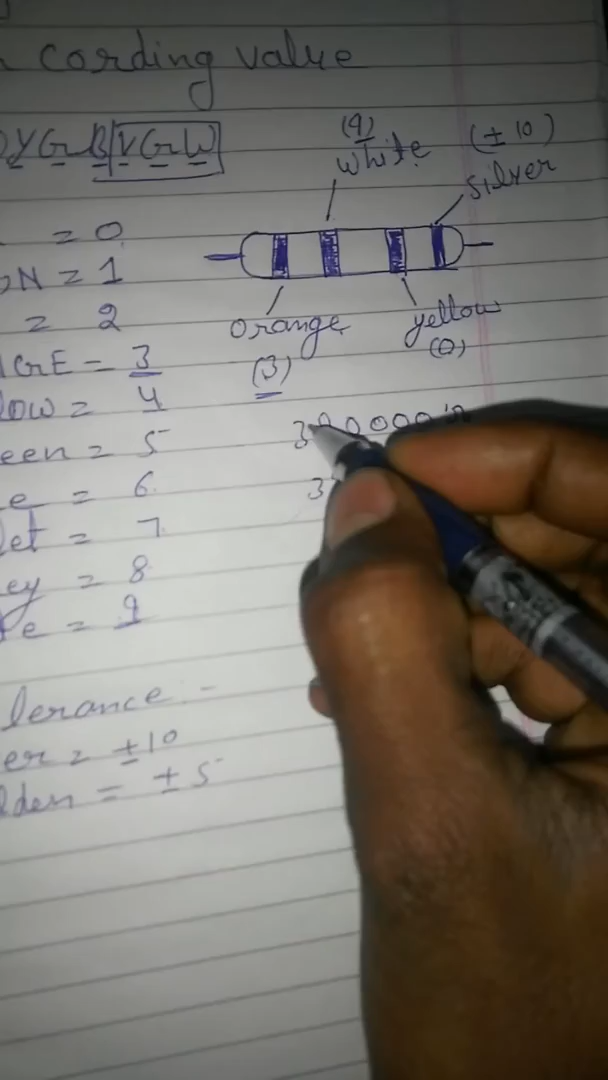 cording value
YGrB VGrW
(9)
white
(±10)
silver
= 0
N = 1
= 2
GrE = 3
low = 4
een = 5
e = 6
let = 7
ey = 8
te = 9
orange
(3)
yellow
(0)
390000Ω
3
lerance :-
er = ±10
lden = ±5